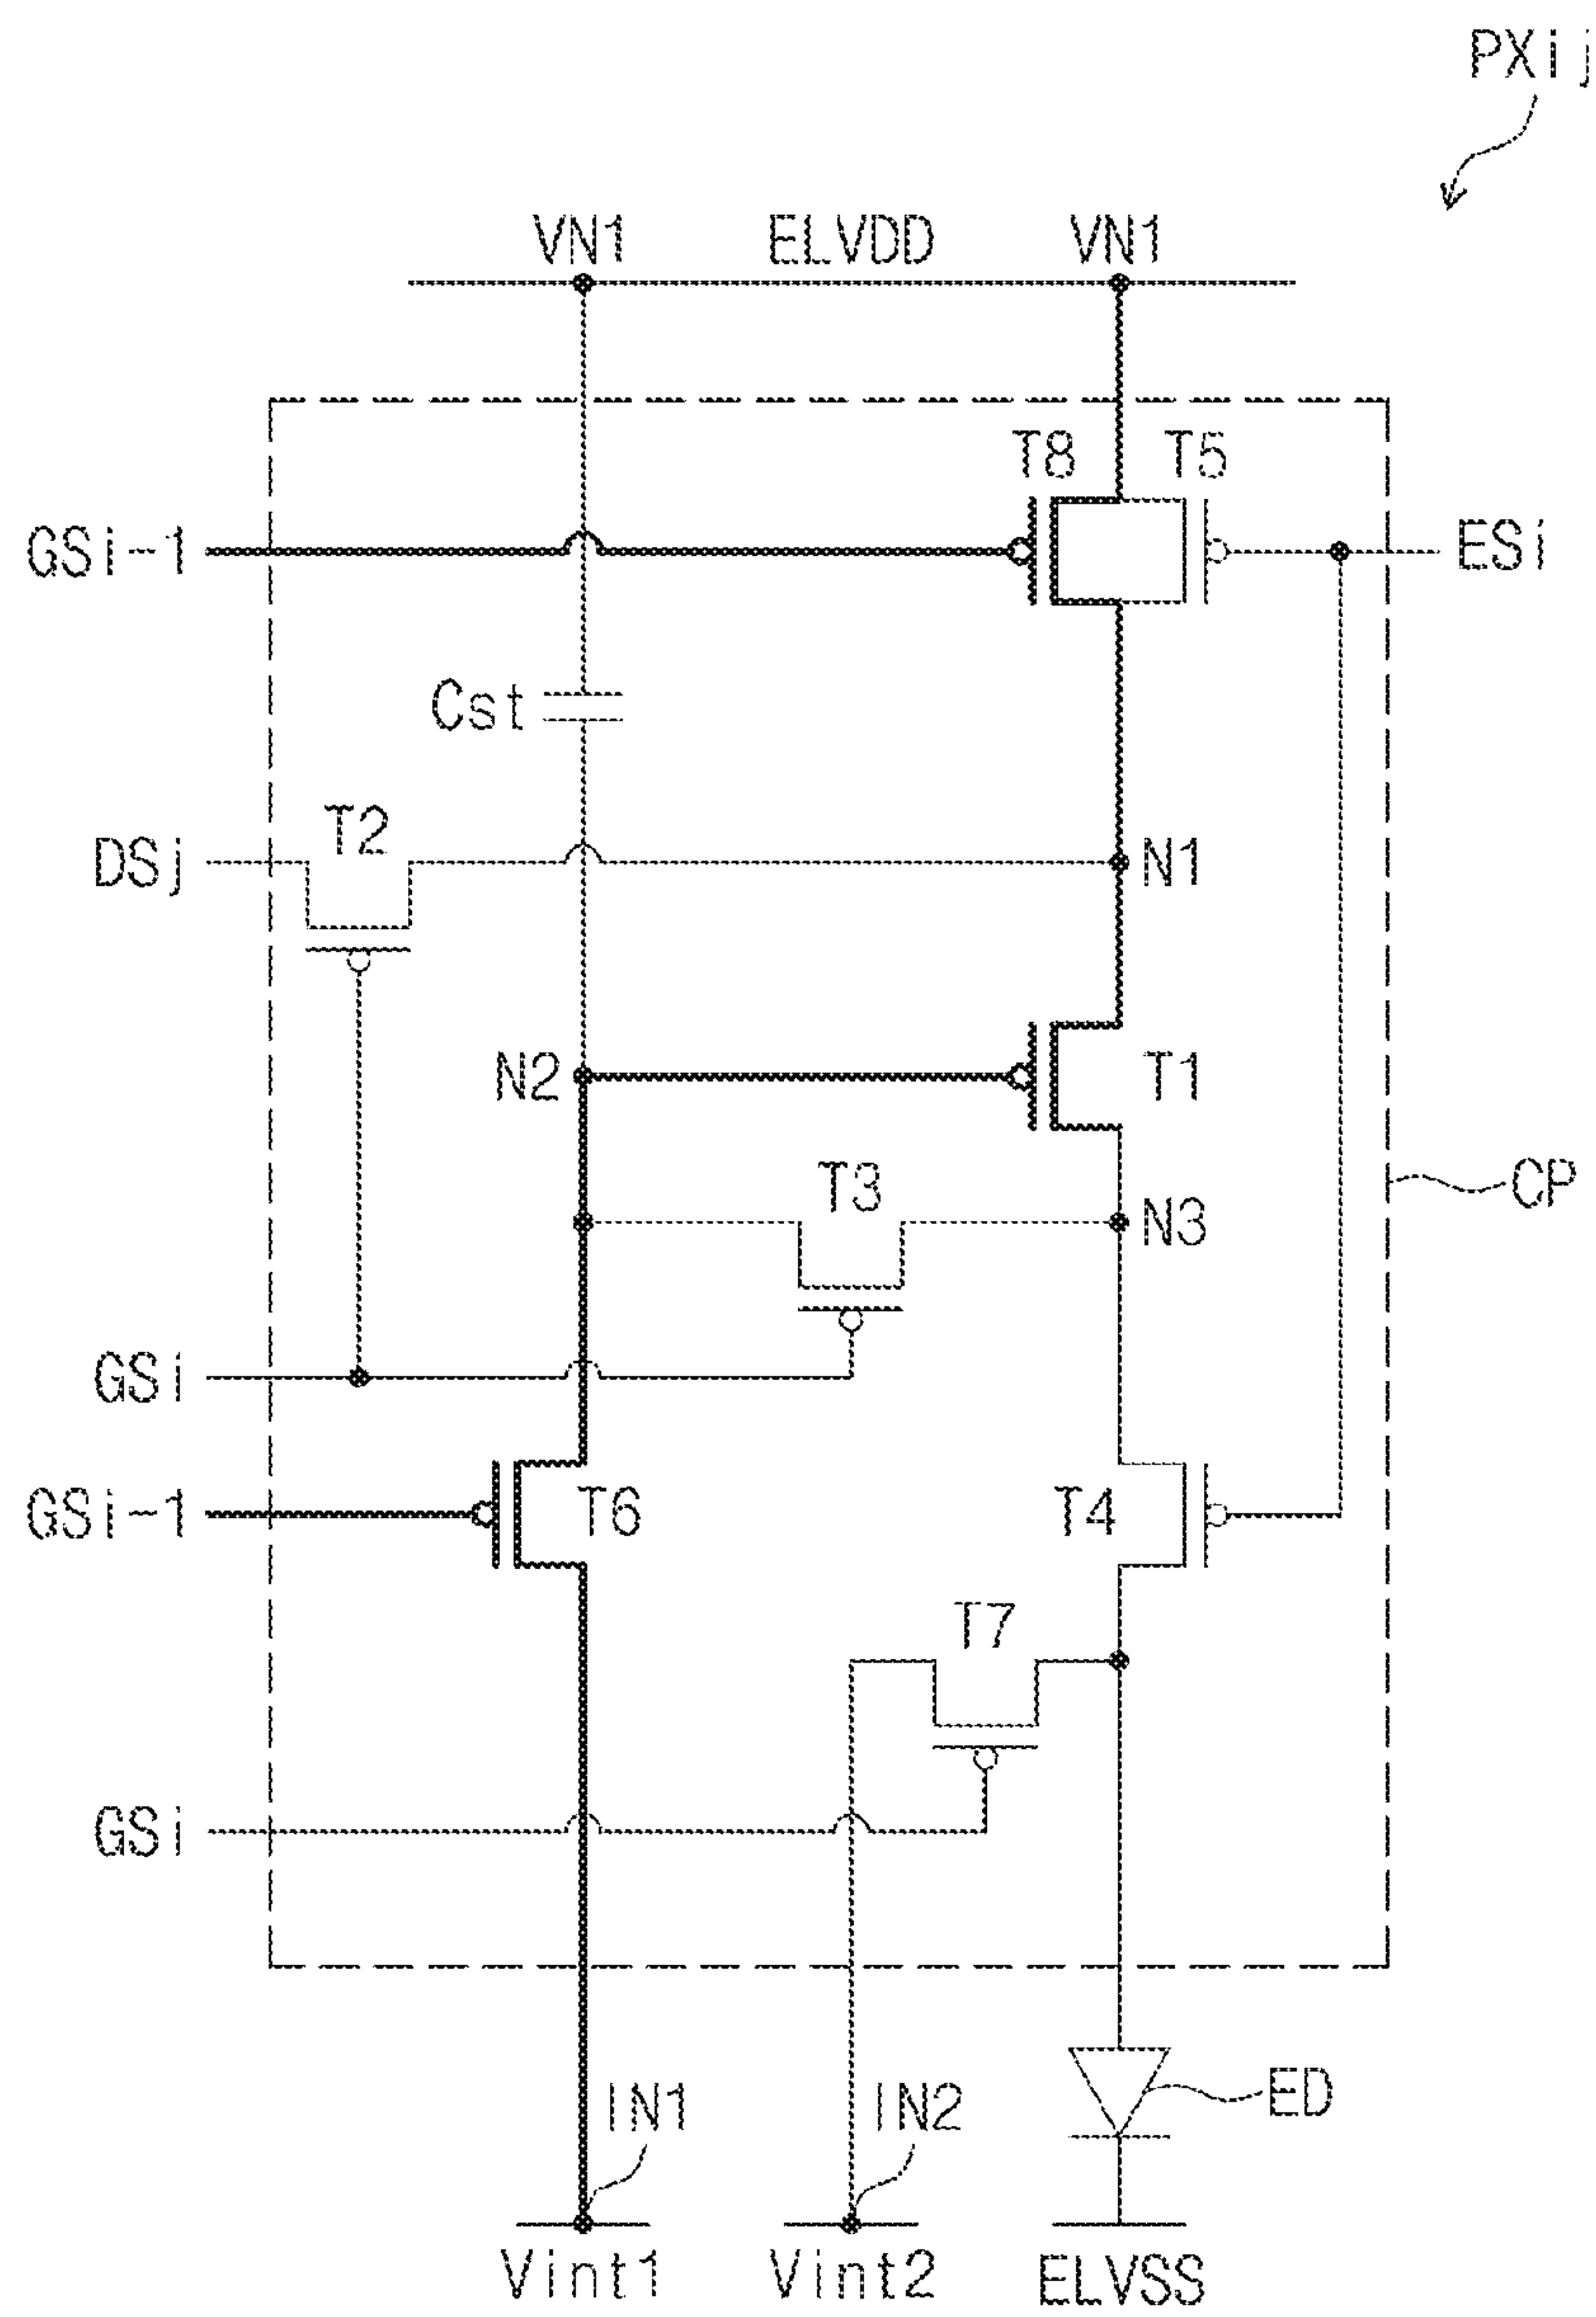 PXij
VN1 ELVDD VN1
T8 T5
GSi-1 ESi
Cst
T2
DSj N1
N2 T1
T3 CP
N3
GSi
GSi-1 T6 T4
T7
GSi
IN1 IN2 ED
Vint1 Vint2 ELVSS